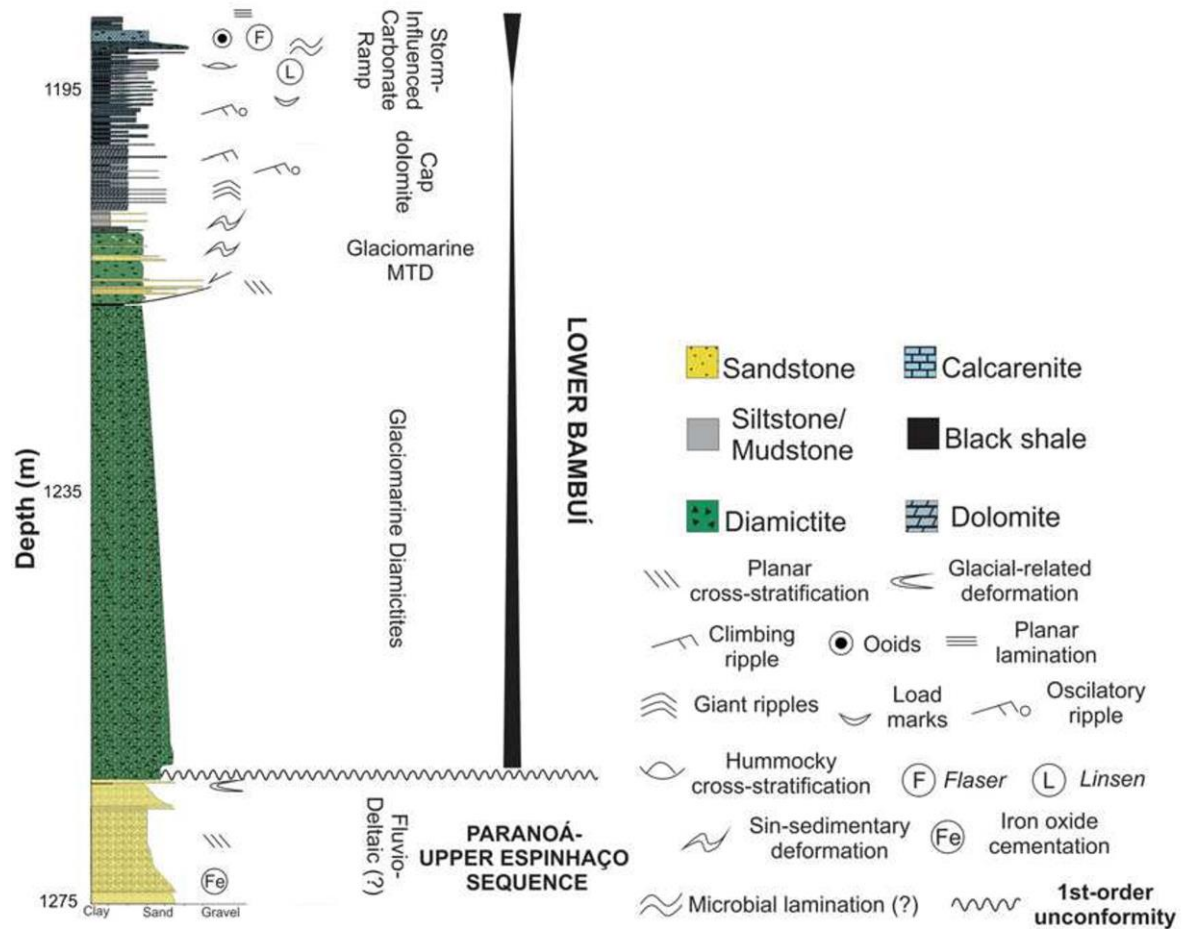 Storm-
Influenced
Carbonate
Ramp
1195
Cap
dolomite
Glaciomarine
MTD
LOWER BAMBUÍ
Glaciomarine Diamictites
Depth (m)
1235
Fluvio-
Deltaic (?)
PARANOÁ-
UPPER ESPINHAÇO
SEQUENCE
Fe
1275
Clay
Sand
Gravel
F
L
Sandstone
Calcarenite
Siltstone/
Mudstone
Black shale
Diamictite
Dolomite
Planar
cross-stratification
Glacial-related
deformation
Climbing
ripple
Ooids
Planar
lamination
Giant ripples
Load
marks
Oscilatory
ripple
Hummocky
cross-stratification
F Flaser
L Linsen
Sin-sedimentary
deformation
Fe
Iron oxide
cementation
Microbial lamination (?)
1st-order
unconformity